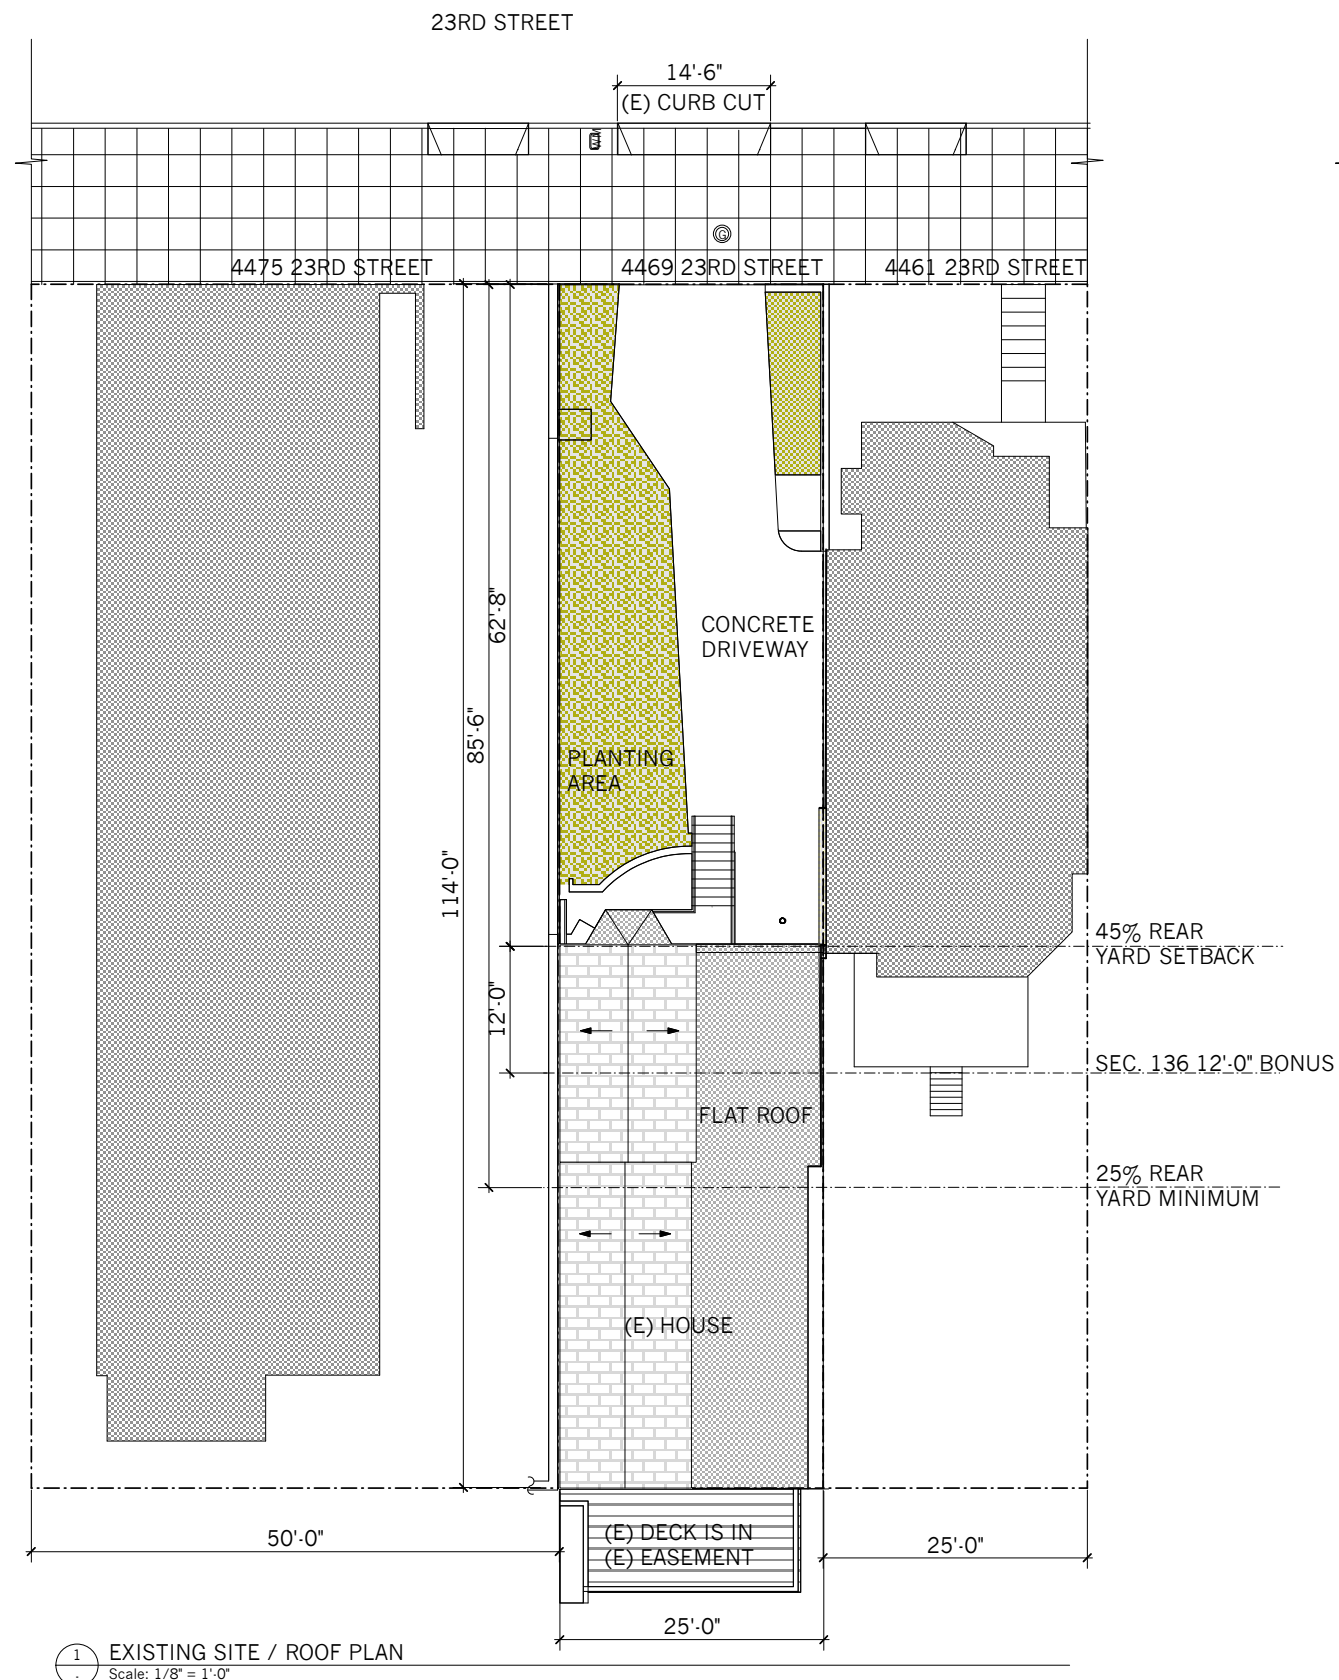 23RD STREET
14'-6"
(E) CURB CUT
WM
G
4475 23RD STREET
4469 23RD STREET
4461 23RD STREET
62'-8"
CONCRETE
DRIVEWAY
85'-6"
PLANTING
AREA
114'-0"
45% REAR
YARD SETBACK
12'-0"
SEC. 136 12'-0" BONUS
FLAT ROOF
25% REAR
YARD MINIMUM
(E) HOUSE
(E) DECK IS IN
(E) EASEMENT
50'-0"
25'-0"
25'-0"
1
-
EXISTING SITE / ROOF PLAN
Scale: 1/8" = 1'-0"